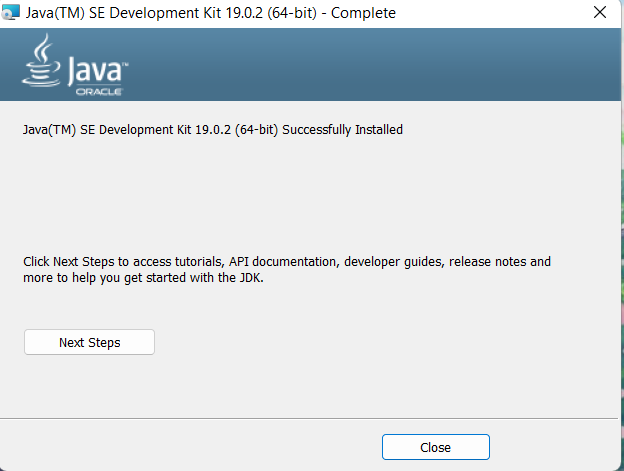 Java(TM) SE Development Kit 19.0.2 (64-bit) - Complete
Java™
ORACLE
Java(TM) SE Development Kit 19.0.2 (64-bit) Successfully Installed
Click Next Steps to access tutorials, API documentation, developer guides, release notes and
more to help you get started with the JDK.
Next Steps
Close